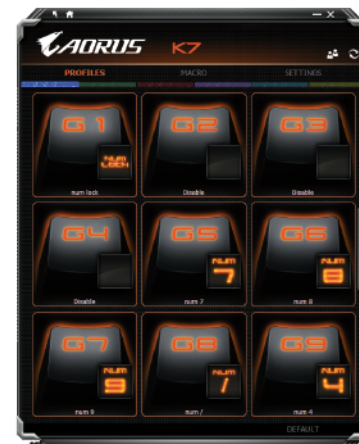 AORUS K7
PROFILES MACRO SETTINGS
G1 G2 G3
NUM
LOCK
num lock Disable Disable
G4 G5 G6
NUM NUM
7 8
Disable num 7 num 8
G7 G8 G9
NUM NUM NUM
9 / 4
num 9 num / num 4
DEFAULT